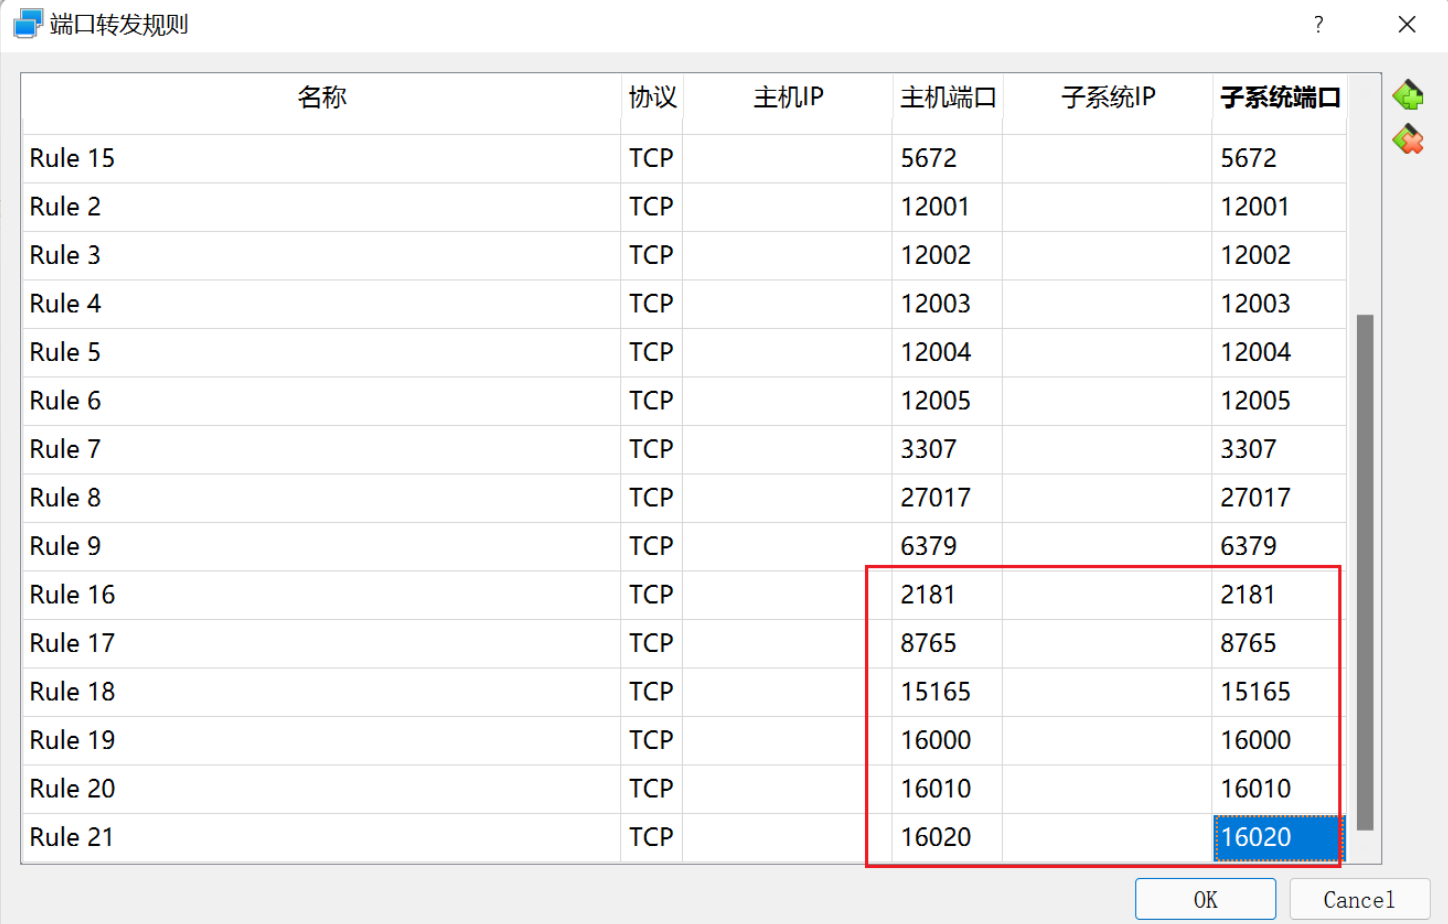 端口转发规则
名称 协议 主机IP 主机端口 子系统IP 子系统端口
Rule 15 TCP 5672 5672
Rule 2 TCP 12001 12001
Rule 3 TCP 12002 12002
Rule 4 TCP 12003 12003
Rule 5 TCP 12004 12004
Rule 6 TCP 12005 12005
Rule 7 TCP 3307 3307
Rule 8 TCP 27017 27017
Rule 9 TCP 6379 6379
Rule 16 TCP 2181 2181
Rule 17 TCP 8765 8765
Rule 18 TCP 15165 15165
Rule 19 TCP 16000 16000
Rule 20 TCP 16010 16010
Rule 21 TCP 16020 16020
OK Cancel